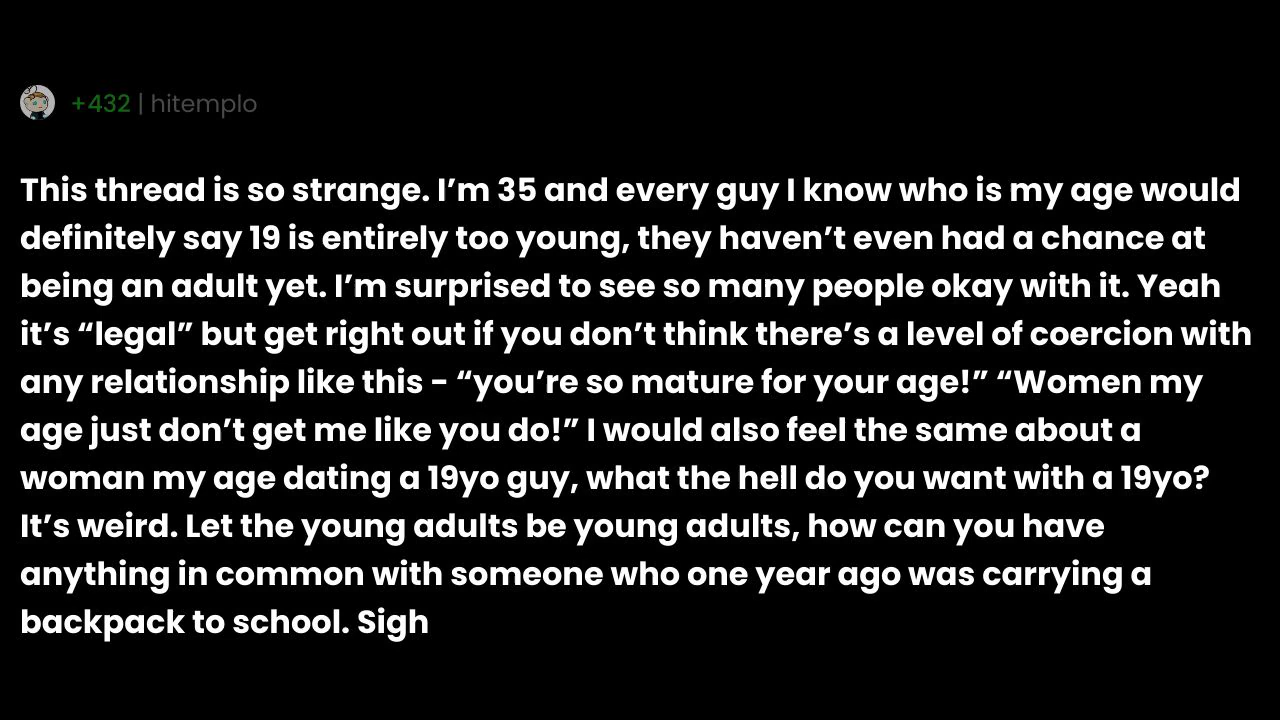 +432 | hitemplo
This thread is so strange. I’m 35 and every guy I know who is my age would
definitely say 19 is entirely too young, they haven’t even had a chance at
being an adult yet. I’m surprised to see so many people okay with it. Yeah
it’s “legal” but get right out if you don’t think there’s a level of coercion with
any relationship like this - “you’re so mature for your age!” “Women my
age just don’t get me like you do!” I would also feel the same about a
woman my age dating a 19yo guy, what the hell do you want with a 19yo?
It’s weird. Let the young adults be young adults, how can you have
anything in common with someone who one year ago was carrying a
backpack to school. Sigh